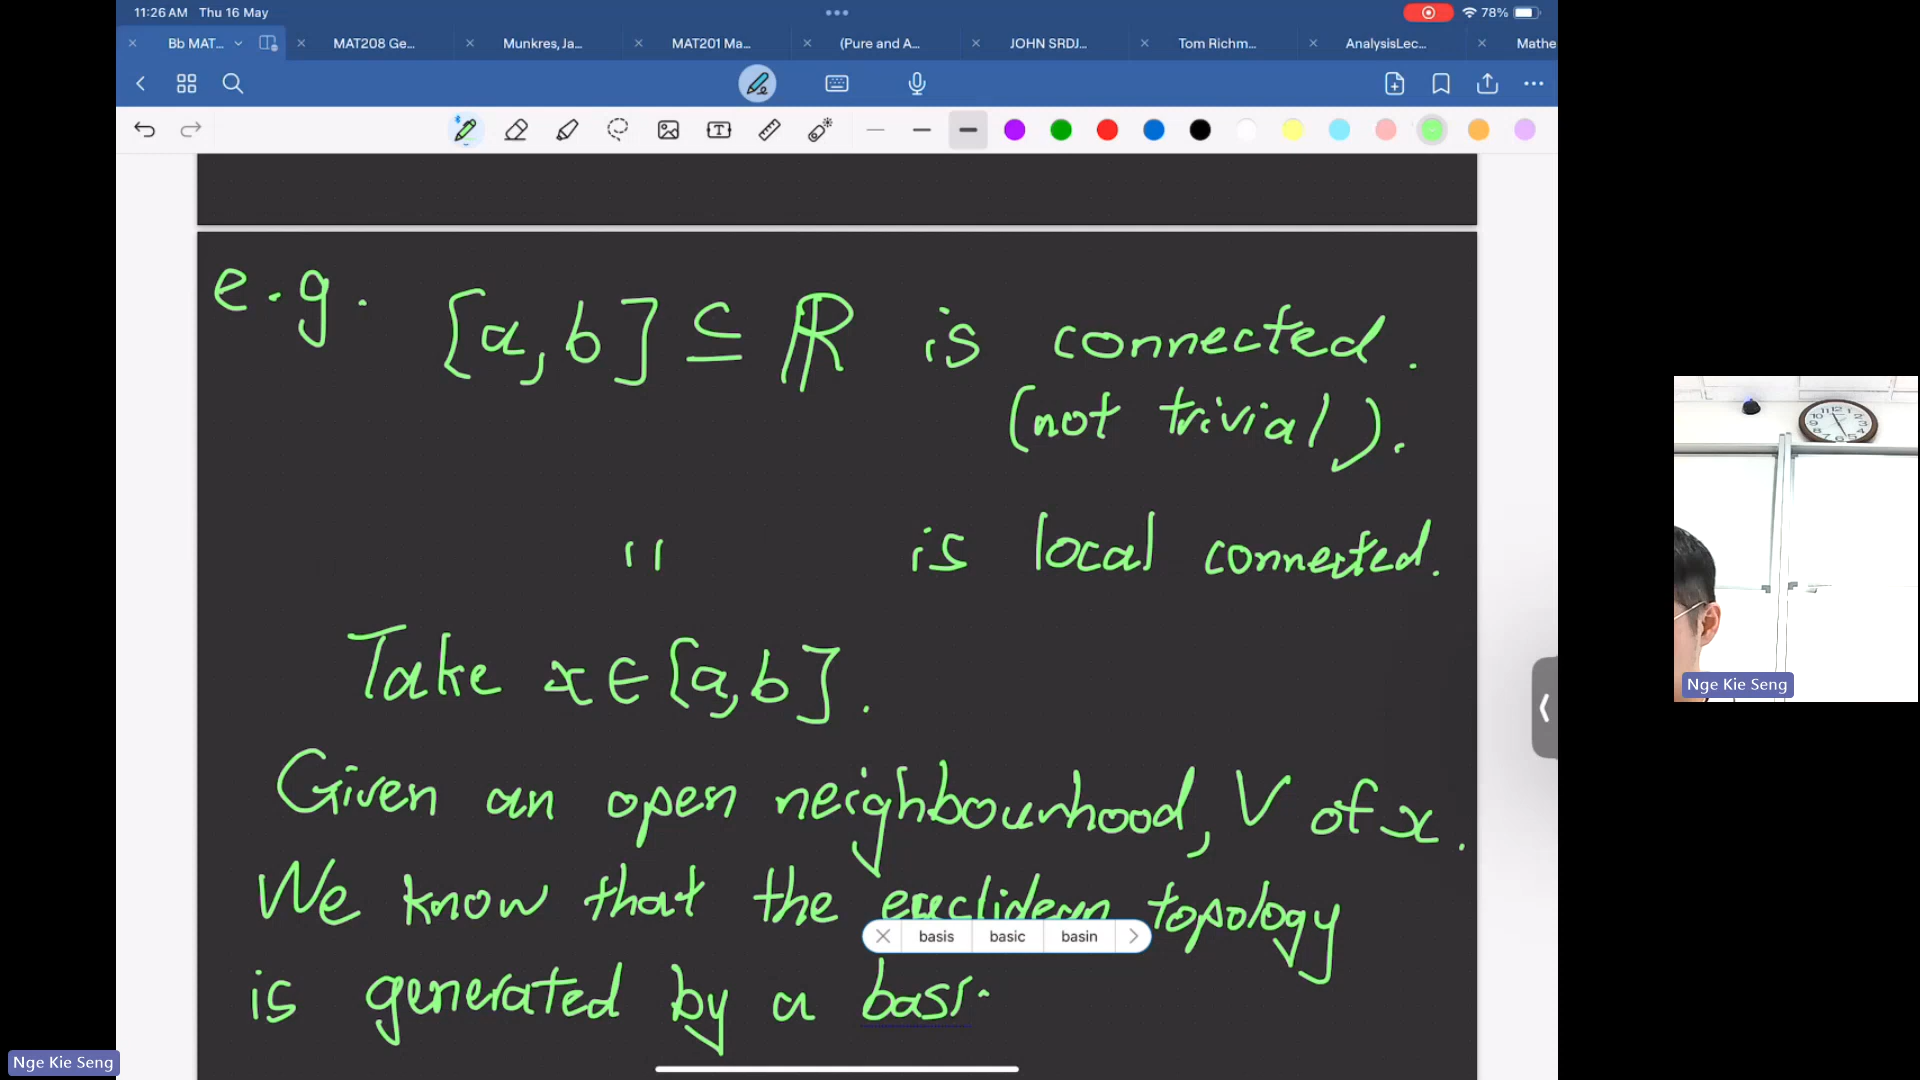 11:26 AM Thu 16 May
78%
Bb MAT...
MAT208 Ge...
Munkres, Ja...
MAT201 Ma...
(Pure and A...
JOHN SRDJ...
Tom Richm...
AnalysisLec...
Mathe
e.g. [a,b] ⊆ ℝ is connected.
(not trivial).
" is local connected.
Take x ∈ [a,b].
Given an open neighbourhood, V of x.
We know that the euclidean topology
basis basic basin
is generated by a basi
Nge Kie Seng
Nge Kie Seng